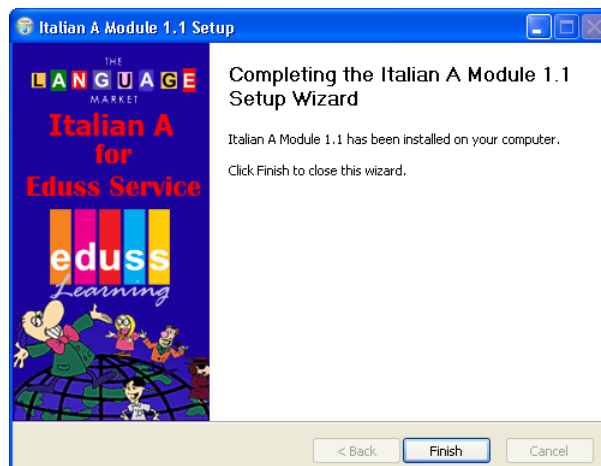 Italian A Module 1.1 Setup
THE
LANGUAGE
MARKET
Italian A
for
Eduss Service
eduss
Learning
Completing the Italian A Module 1.1
Setup Wizard
Italian A Module 1.1 has been installed on your computer.
Click Finish to close this wizard.
< Back
Finish
Cancel